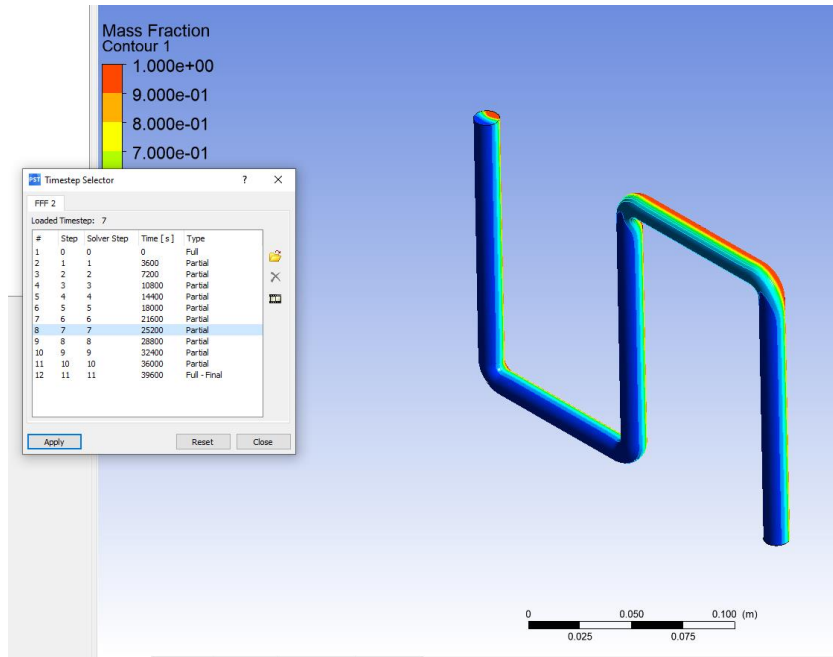 Mass Fraction
Contour 1
1.000e+00
9.000e-01
8.000e-01
7.000e-01
PST Timestep Selector ? X
FFF 2
Loaded Timestep: 7
# Step Solver Step Time [ s ] Type
1 0 0 0 Full
2 1 1 3600 Partial
3 2 2 7200 Partial
4 3 3 10800 Partial
5 4 4 14400 Partial
6 5 5 18000 Partial
7 6 6 21600 Partial
8 7 7 25200 Partial
9 8 8 28800 Partial
10 9 9 32400 Partial
11 10 10 36000 Partial
12 11 11 39600 Full - Final
Apply Reset Close
0 0.050 0.100 (m)
0.025 0.075